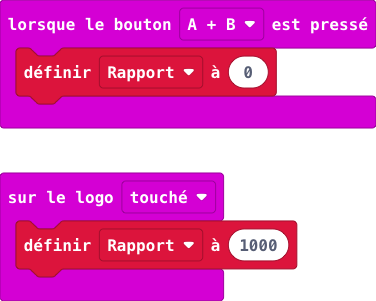 lorsque le bouton A + B est pressé
définir Rapport à 0
sur le logo touché
définir Rapport à 1000